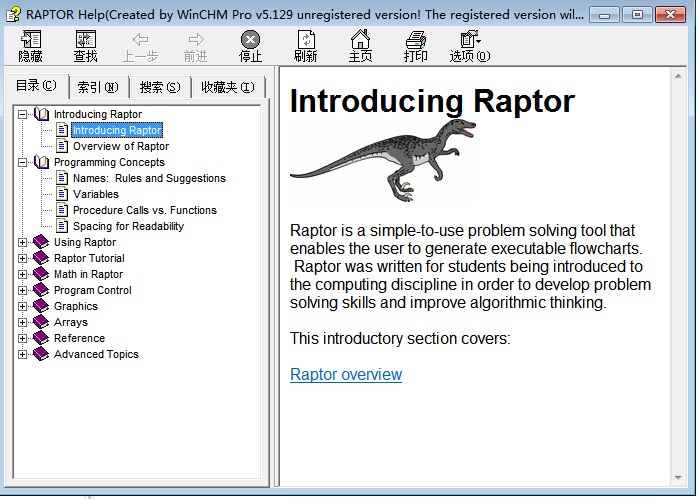 RAPTOR Help(Created by WinCHM Pro v5.129 unregistered version! The registered version wil...
隐藏 查找 上一步 前进 停止 刷新 主页 打印 选项(O)
目录(C) 索引(N) 搜索(S) 收藏夹(I)
Introducing Raptor
Introducing Raptor
Overview of Raptor
Programming Concepts
Names: Rules and Suggestions
Variables
Procedure Calls vs. Functions
Spacing for Readability
Using Raptor
Raptor Tutorial
Math in Raptor
Program Control
Graphics
Arrays
Reference
Advanced Topics
Introducing Raptor
Raptor is a simple-to-use problem solving tool that
enables the user to generate executable flowcharts.
Raptor was written for students being introduced to
the computing discipline in order to develop problem
solving skills and improve algorithmic thinking.
This introductory section covers:
Raptor overview